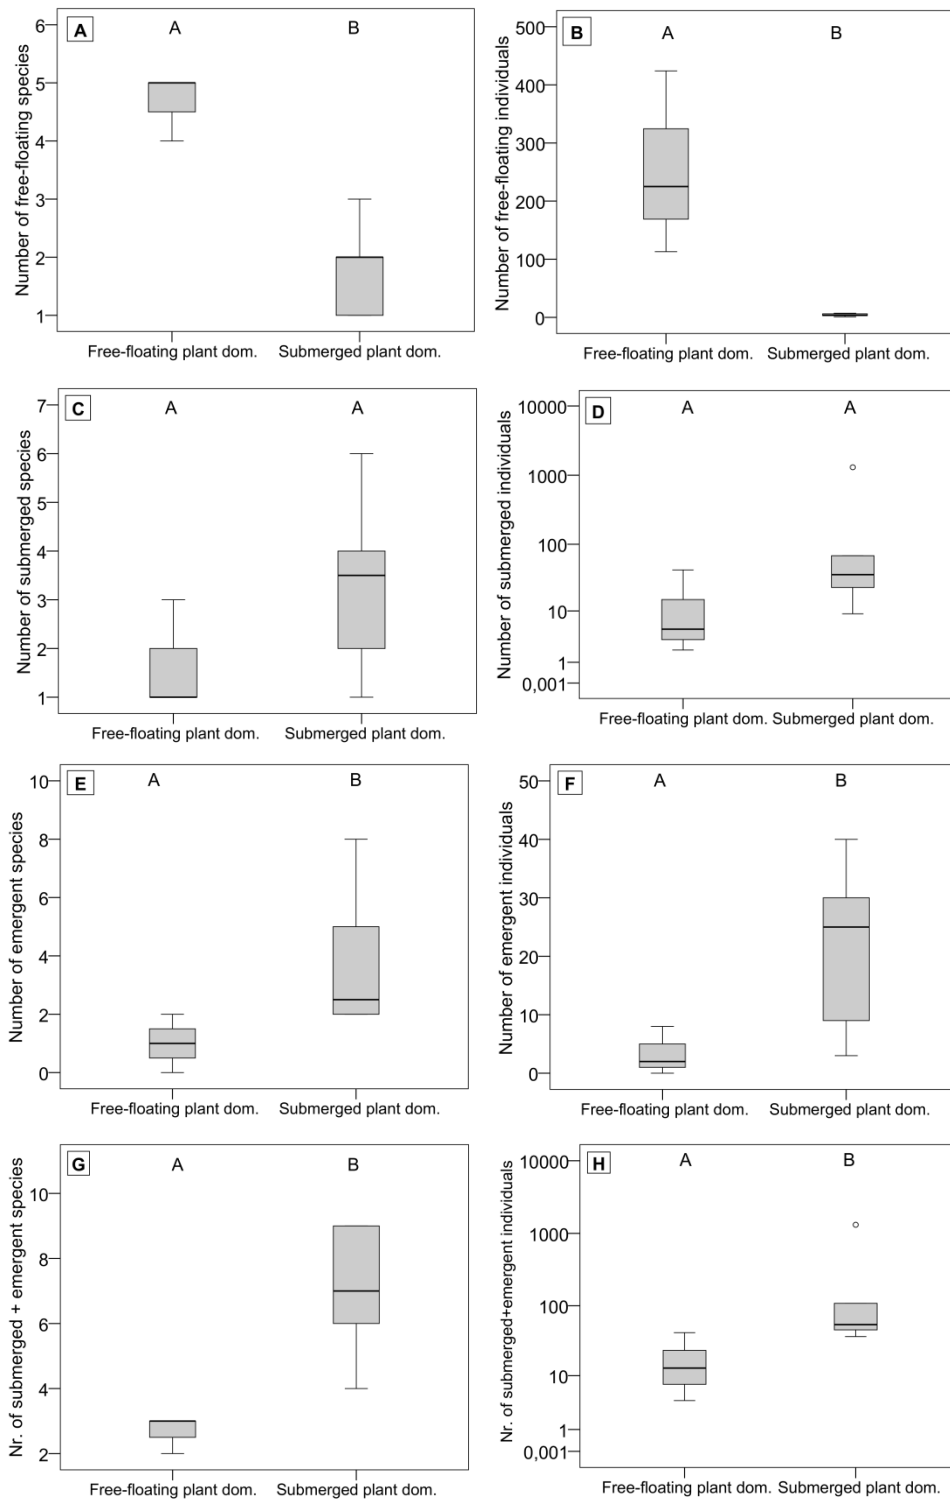 A
A
B
Number of free-floating species
6
5
4
3
2
1
Free-floating plant dom.
Submerged plant dom.
B
A
B
Number of free-floating individuals
500
400
300
200
100
0
Free-floating plant dom.
Submerged plant dom.
C
A
A
Number of submerged species
7
6
5
4
3
2
1
Free-floating plant dom.
Submerged plant dom.
D
A
A
Number of submerged individuals
10000
1000
100
10
1
0,001
Free-floating plant dom.
Submerged plant dom.
E
A
B
Number of emergent species
10
8
6
4
2
0
Free-floating plant dom.
Submerged plant dom.
F
A
B
Number of emergent individuals
50
40
30
20
10
0
Free-floating plant dom.
Submerged plant dom.
G
A
B
Nr. of submerged + emergent species
10
8
6
4
2
Free-floating plant dom.
Submerged plant dom.
H
A
B
Nr. of submerged+emergent individuals
10000
1000
100
10
1
0,001
Free-floating plant dom.
Submerged plant dom.